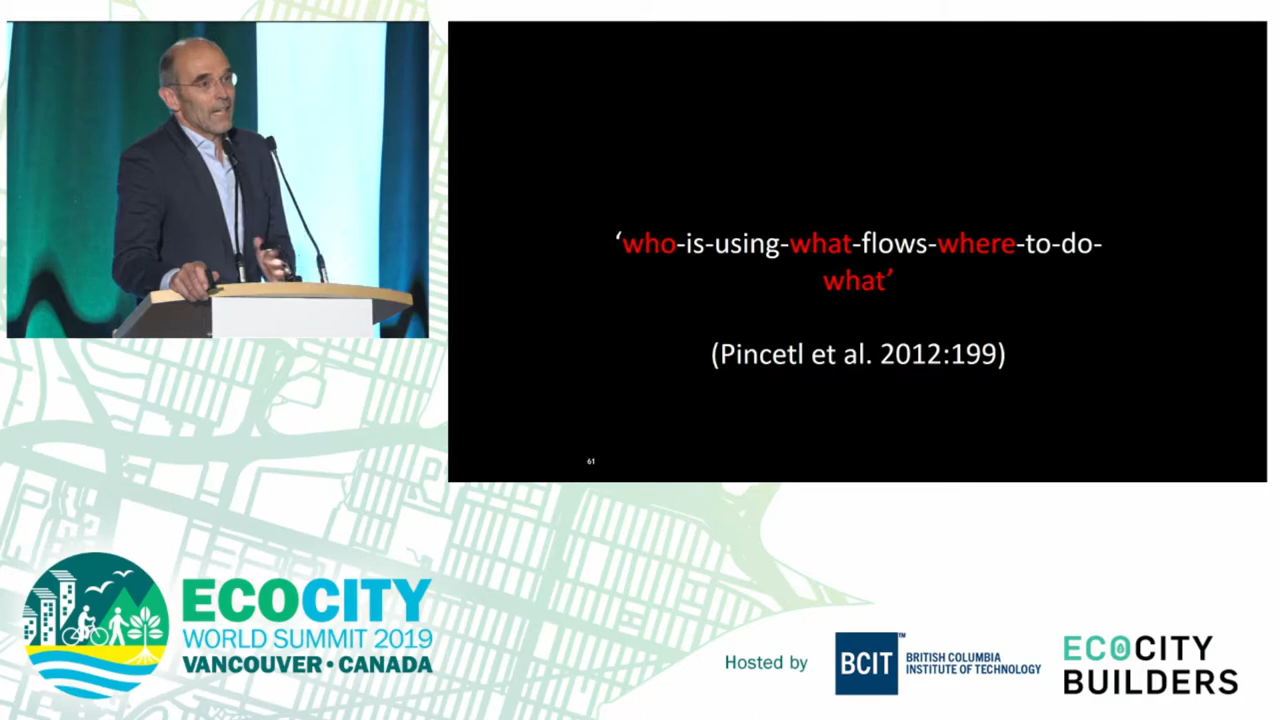 ‘who-is-using-what-flows-where-to-do-
what’
(Pincetl et al. 2012:199)
61
ECOCITY
WORLD SUMMIT 2019
VANCOUVER • CANADA
Hosted by
BCIT™
BRITISH COLUMBIA
INSTITUTE OF TECHNOLOGY
ECOCITY
BUILDERS